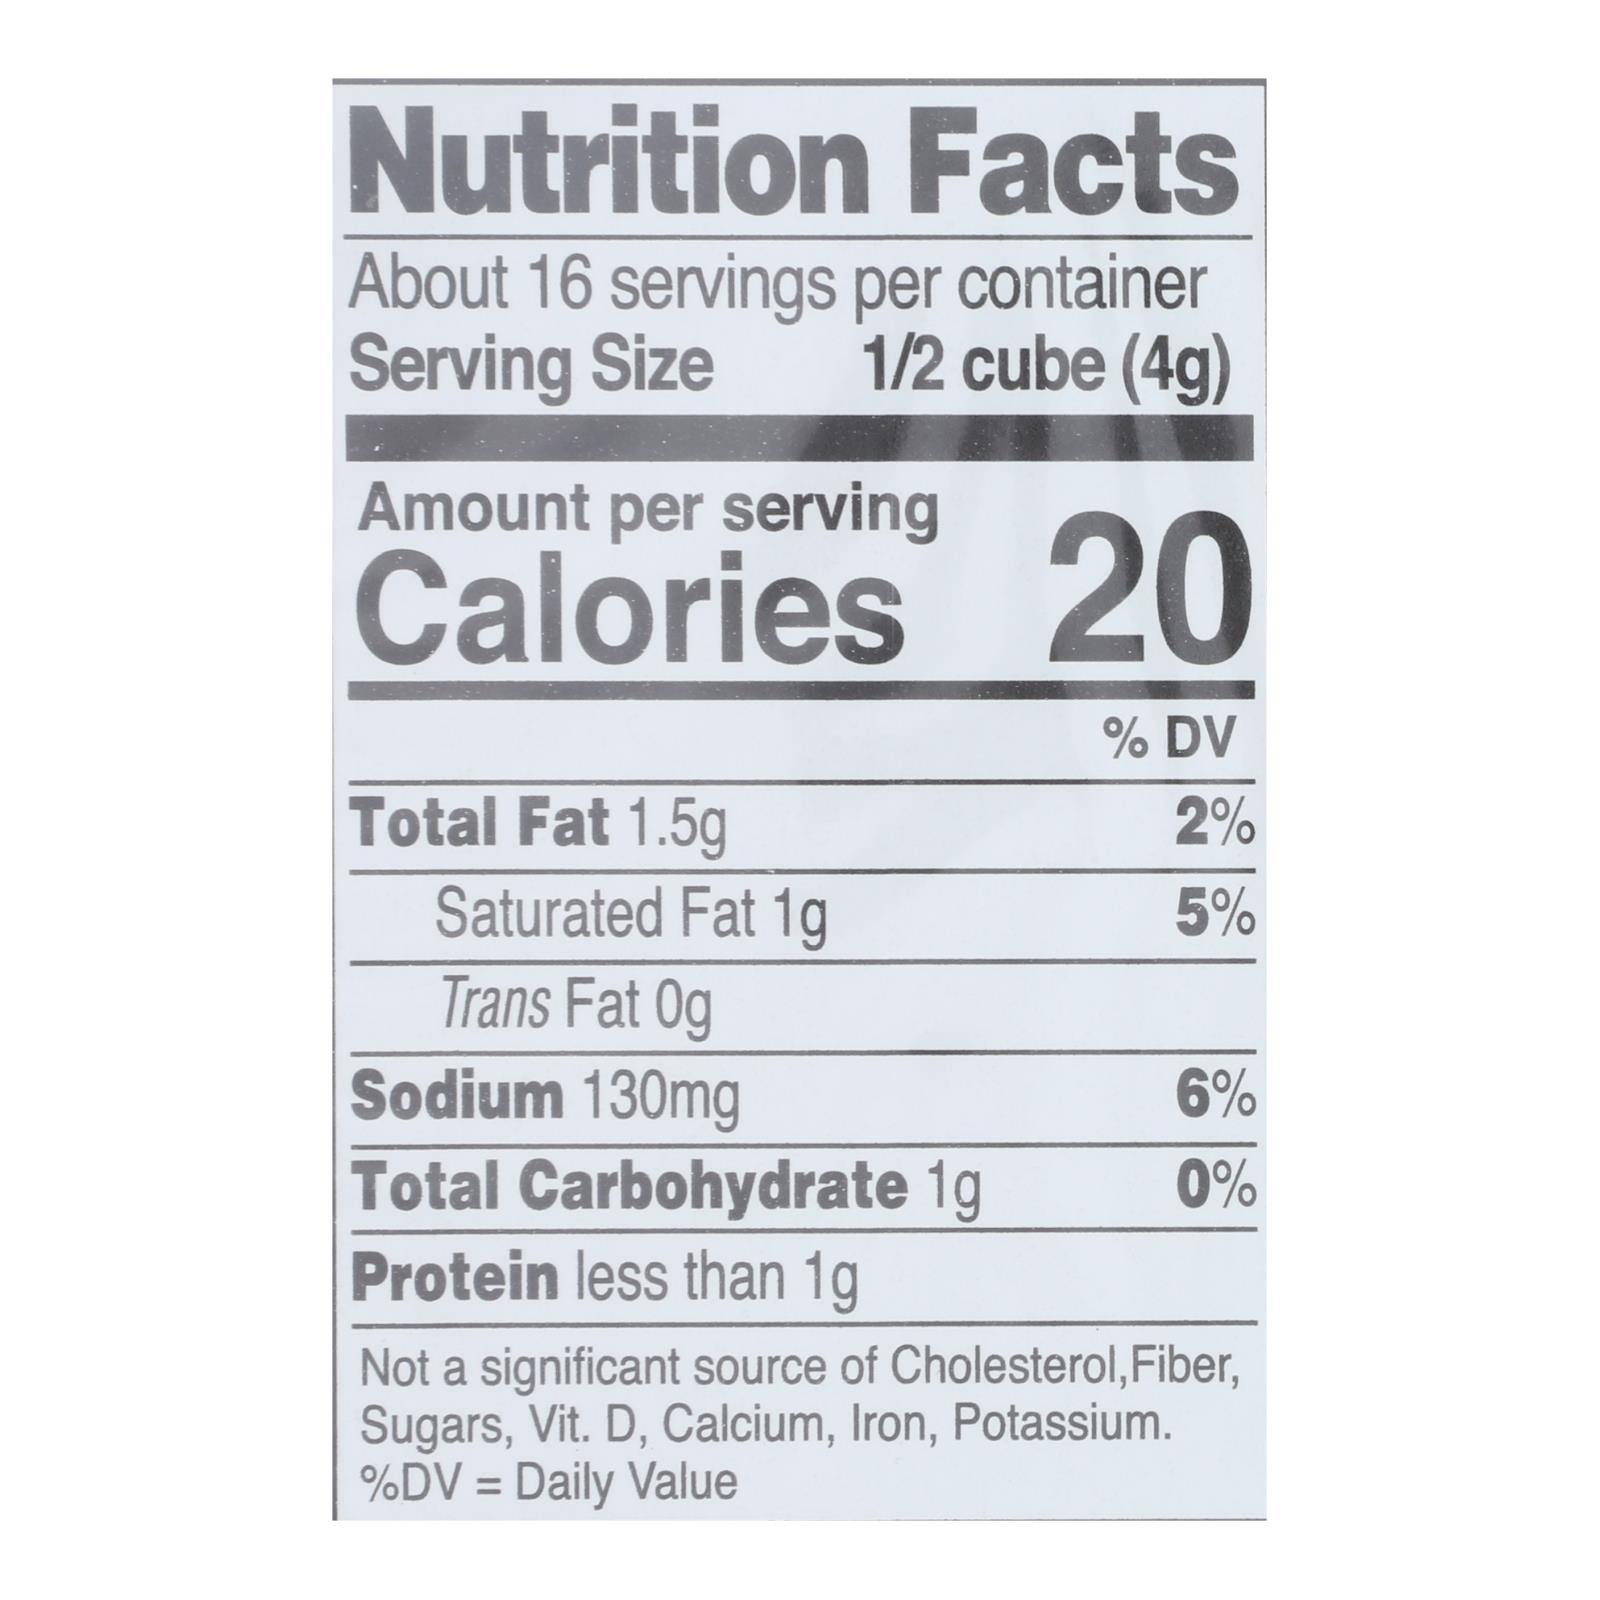 Nutrition Facts
About 16 servings per container
Serving Size 1/2 cube (4g)
Amount per serving
Calories 20
% DV
Total Fat 1.5g 2%
Saturated Fat 1g 5%
Trans Fat 0g
Sodium 130mg 6%
Total Carbohydrate 1g 0%
Protein less than 1g
Not a significant source of Cholesterol,Fiber,
Sugars, Vit. D, Calcium, Iron, Potassium.
%DV = Daily Value